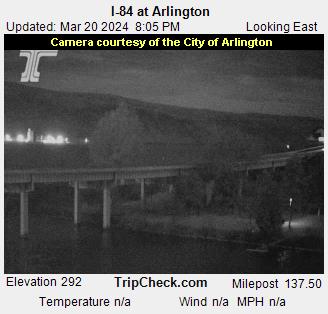 I-84 at Arlington
Updated: Mar 20 2024 8:05 PM Looking East
Camera courtesy of the City of Arlington
Elevation 292 TripCheck.com Milepost 137.50
Temperature n/a Wind n/a MPH n/a